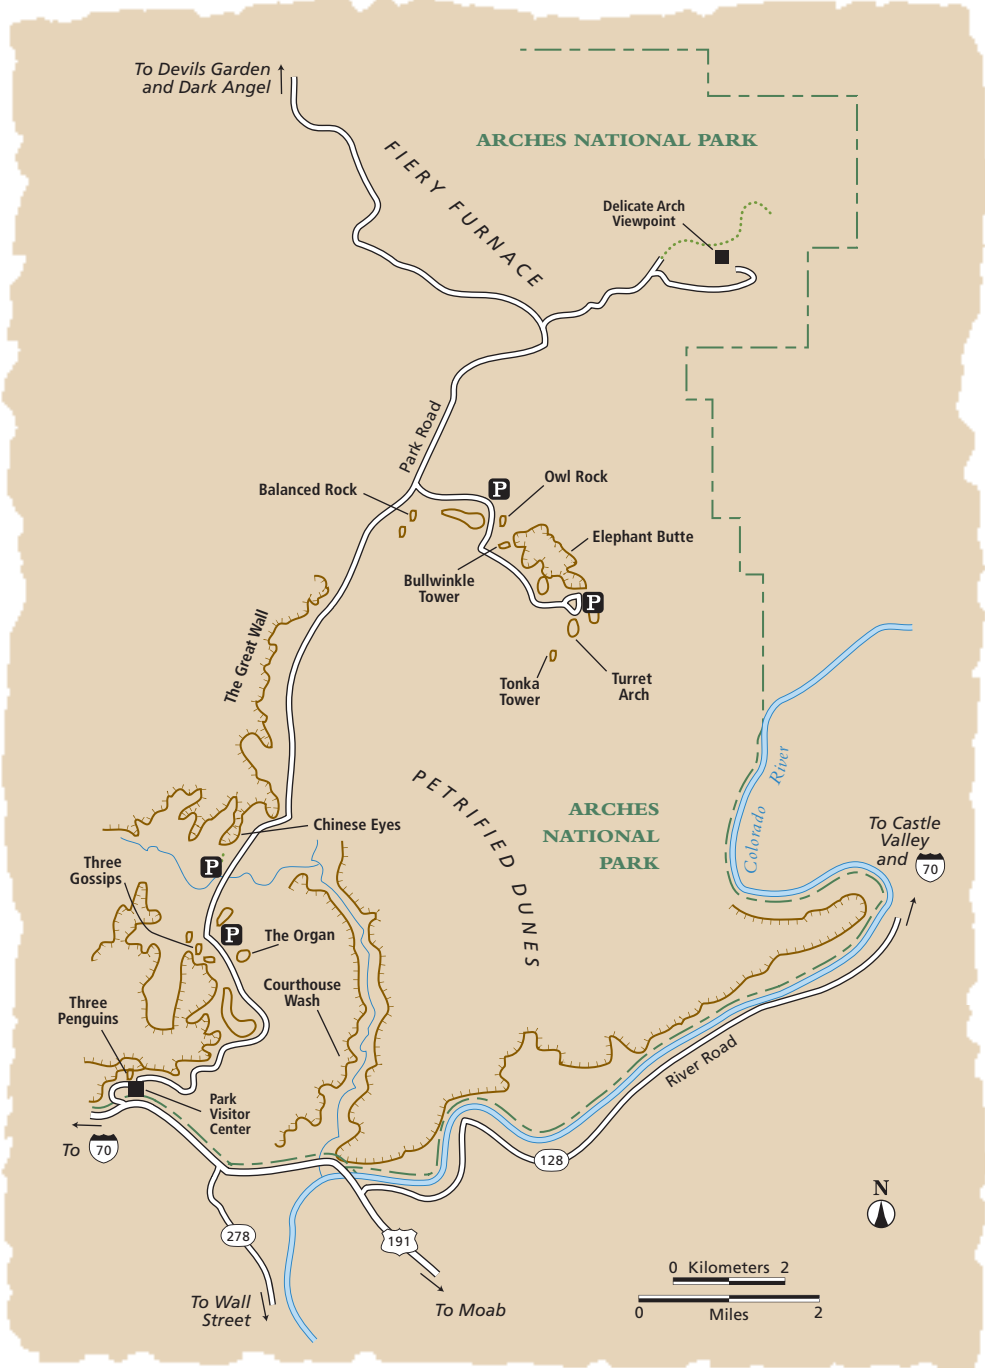 To Devils Garden
and Dark Angel
ARCHES NATIONAL PARK
FIERY FURNACE
Delicate Arch
Viewpoint
Park Road
Balanced Rock
P
Owl Rock
Elephant Butte
Bullwinkle
Tower
P
The Great Wall
Tonka
Tower
Turret
Arch
PETRIFIED DUNES
ARCHES
NATIONAL
PARK
Colorado River
To Castle
Valley
and 70
Chinese Eyes
P
Three
Gossips
P
The Organ
Courthouse
Wash
Three
Penguins
River Road
Park
Visitor
Center
To 70
128
N
278
191
0 Kilometers 2
0 Miles 2
To Wall
Street
To Moab